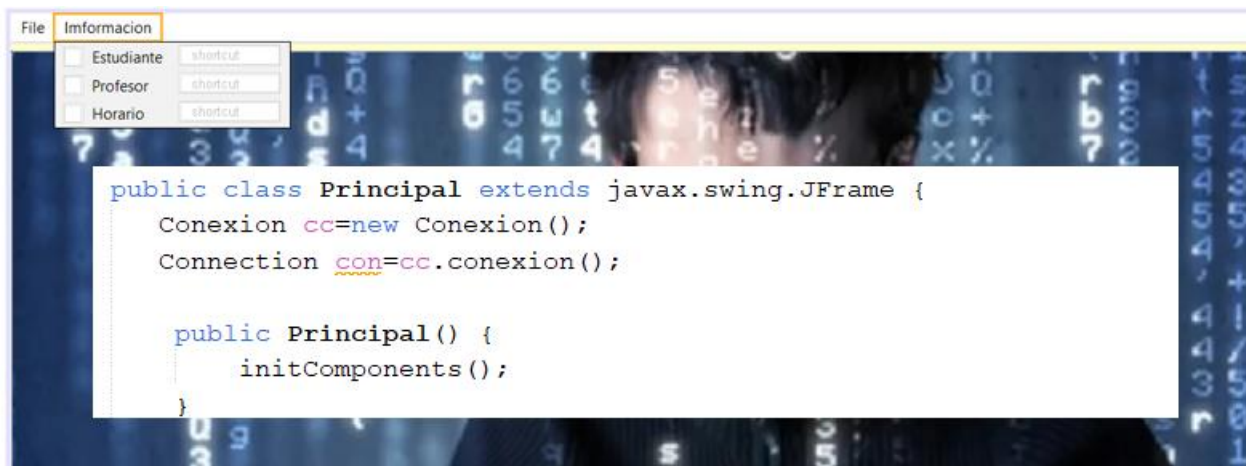 File Imformacion
Estudiante shortcut
Profesor shortcut
Horario shortcut
public class Principal extends javax.swing.JFrame {
Conexion cc=new Conexion();
Connection con=cc.conexion();
public Principal() {
initComponents();
}